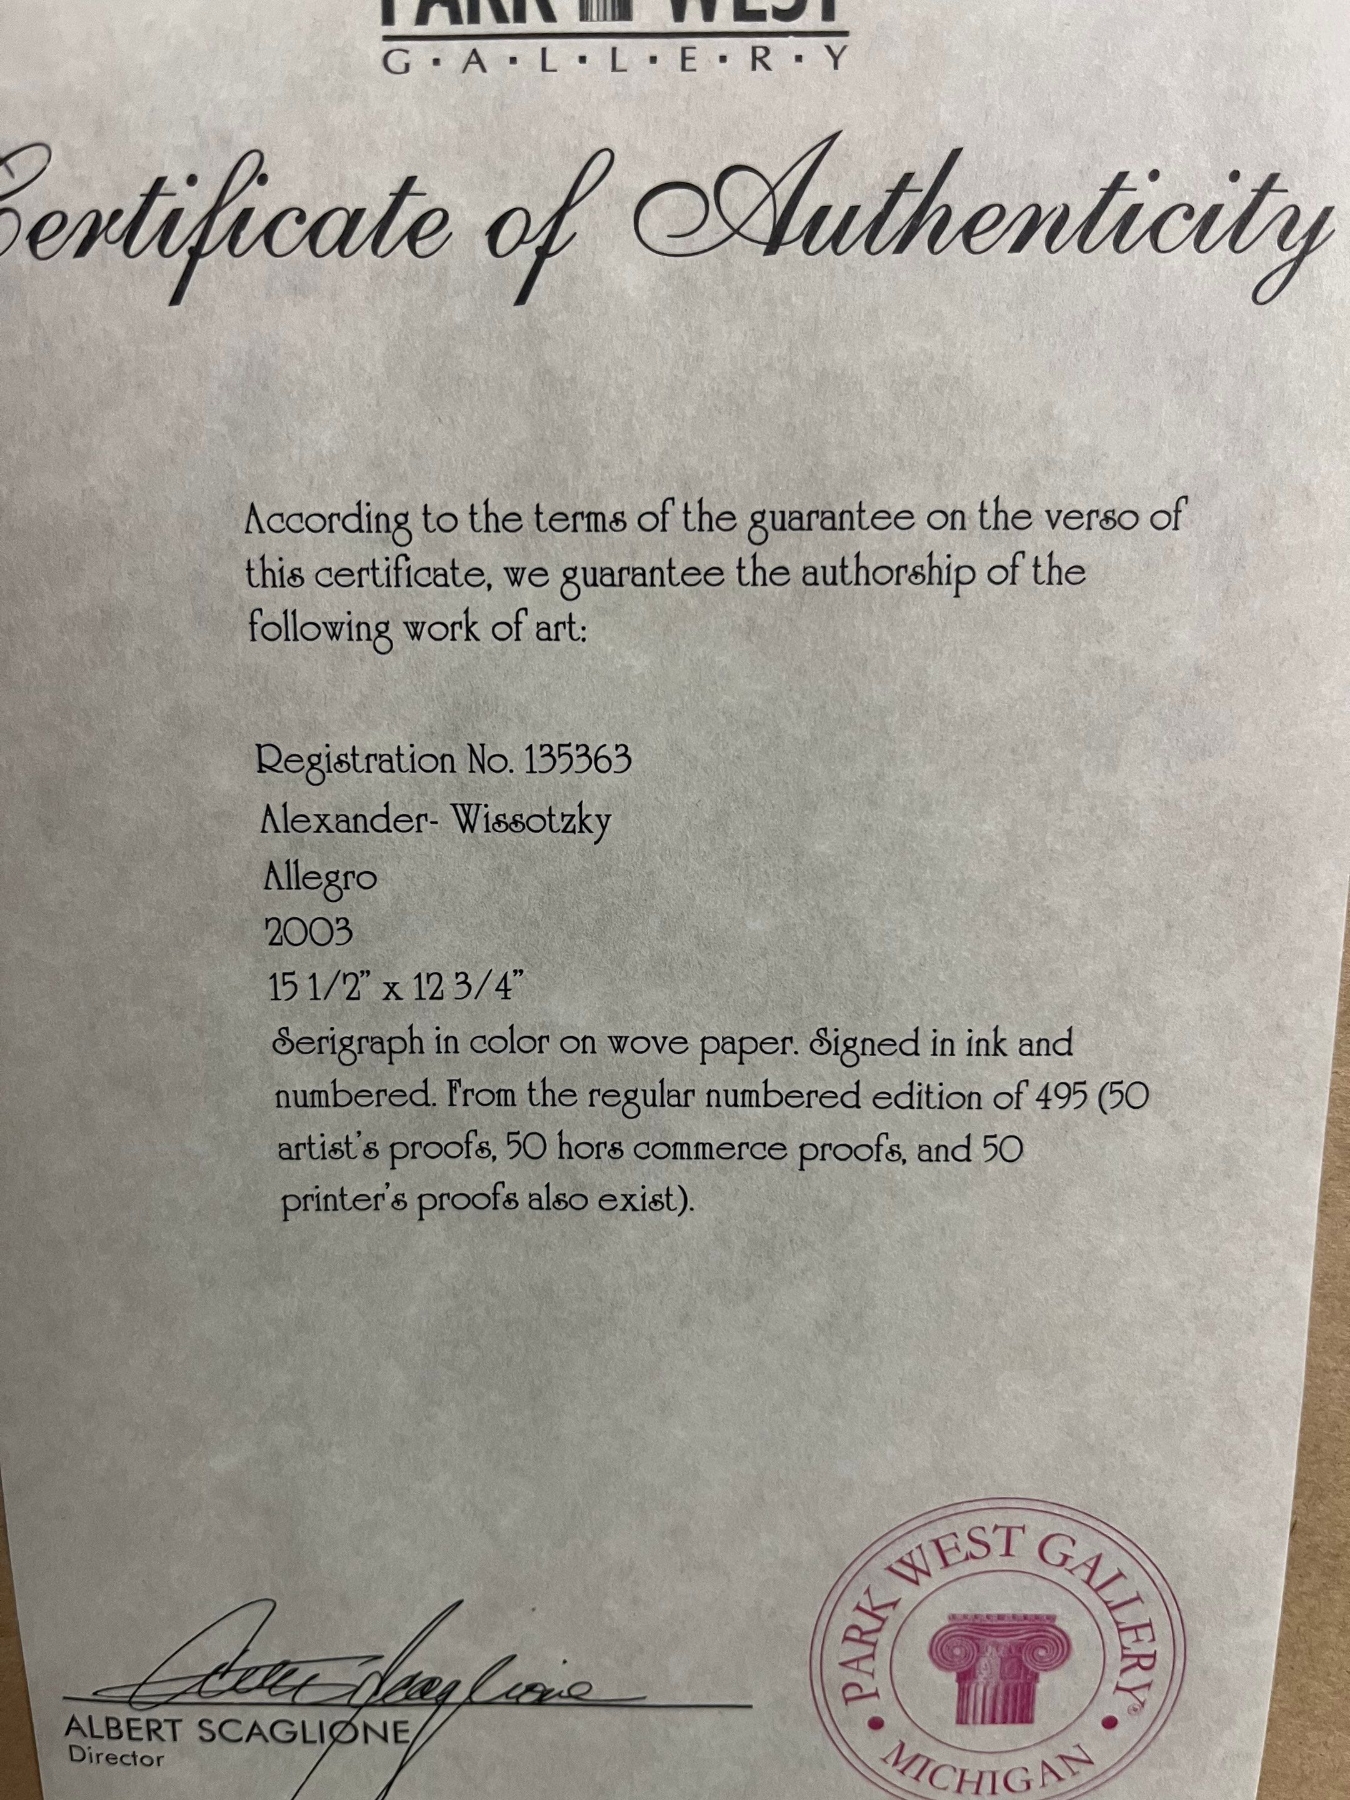 PARK WEST
G·A·L·L·E·R·Y
Certificate of Authenticity
According to the terms of the guarantee on the verso of
this certificate, we guarantee the authorship of the
following work of art:
Registration No. 135363
Alexander- Wissotzky
Allegro
2003
15 1/2” x 12 3/4”
Serigraph in color on wove paper. Signed in ink and
numbered. From the regular numbered edition of 495 (50
artist's proofs, 50 hors commerce proofs, and 50
printer's proofs also exist).
Albert Scaglione
ALBERT SCAGLIONE
Director
PARK WEST GALLERY®
• MICHIGAN •